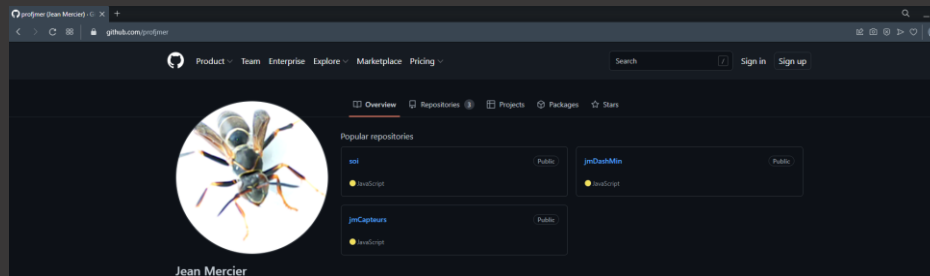 profjmer (Jean Mercier) · G
github.com/profjmer
Product Team Enterprise Explore Marketplace Pricing Search / Sign in Sign up
Overview Repositories 3 Projects Packages Stars
Popular repositories
soi Public jmDashMin Public
JavaScript JavaScript
jmCapteurs Public
JavaScript
Jean Mercier